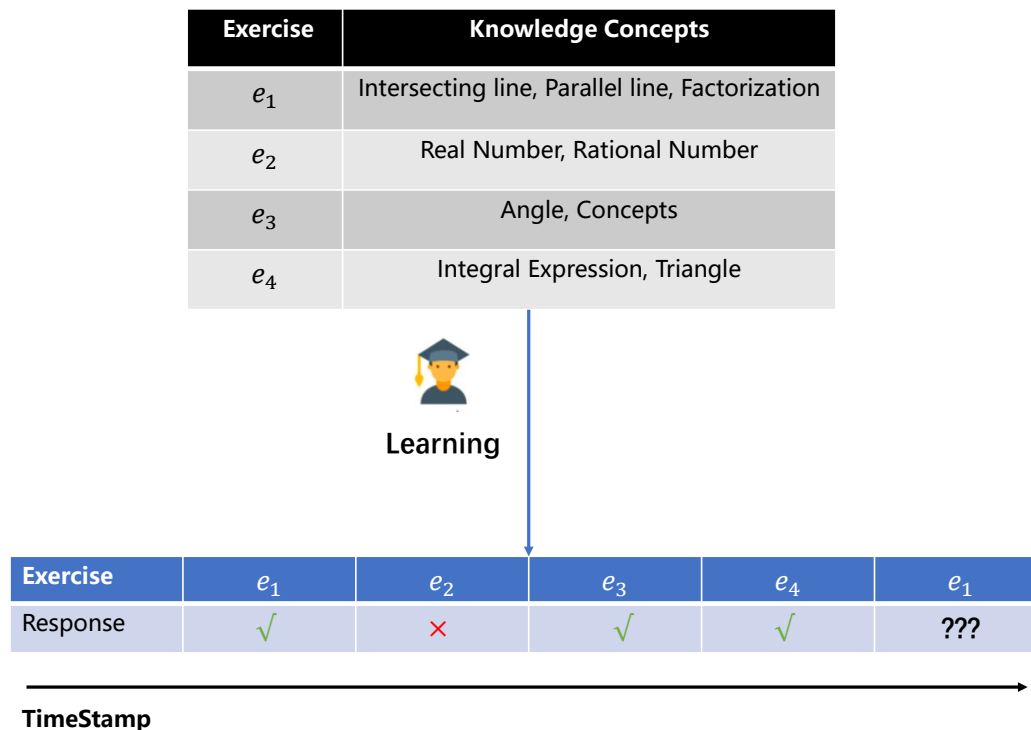 Exercise Knowledge Concepts
e₁ Intersecting line, Parallel line, Factorization
e₂ Real Number, Rational Number
e₃ Angle, Concepts
e₄ Integral Expression, Triangle
Learning
Exercise e₁ e₂ e₃ e₄ e₁
Response √ × √ √ ???
TimeStamp